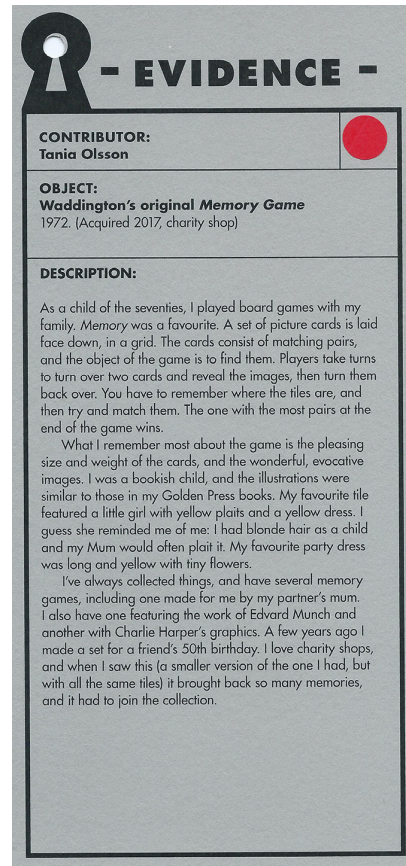 - EVIDENCE -
CONTRIBUTOR:
Tania Olsson
OBJECT:
Waddington's original Memory Game
1972. (Acquired 2017, charity shop)
DESCRIPTION:
As a child of the seventies, I played board games with my
family. Memory was a favourite. A set of picture cards is laid
face down, in a grid. The cards consist of matching pairs,
and the object of the game is to find them. Players take turns
to turn over two cards and reveal the images, then turn them
back over. You have to remember where the tiles are, and
then try and match them. The one with the most pairs at the
end of the game wins.
What I remember most about the game is the pleasing
size and weight of the cards, and the wonderful, evocative
images. I was a bookish child, and the illustrations were
similar to those in my Golden Press books. My favourite tile
featured a little girl with yellow plaits and a yellow dress. I
guess she reminded me of me: I had blonde hair as a child
and my Mum would often plait it. My favourite party dress
was long and yellow with tiny flowers.
I've always collected things, and have several memory
games, including one made for me by my partner's mum.
I also have one featuring the work of Edvard Munch and
another with Charlie Harper's graphics. A few years ago I
made a set for a friend's 50th birthday. I love charity shops,
and when I saw this (a smaller version of the one I had, but
with all the same tiles) it brought back so many memories,
and it had to join the collection.